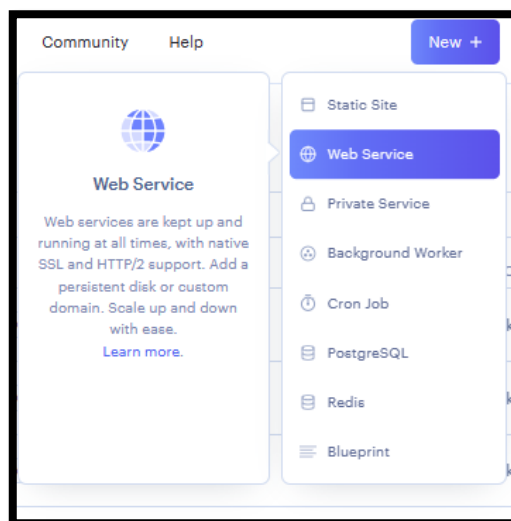 Community Help New +
Web Service
Web services are kept up and
running at all times, with native
SSL and HTTP/2 support. Add a
persistent disk or custom
domain. Scale up and down
with ease.
Learn more.
Static Site
Web Service
Private Service
Background Worker
Cron Job
PostgreSQL
Redis
Blueprint